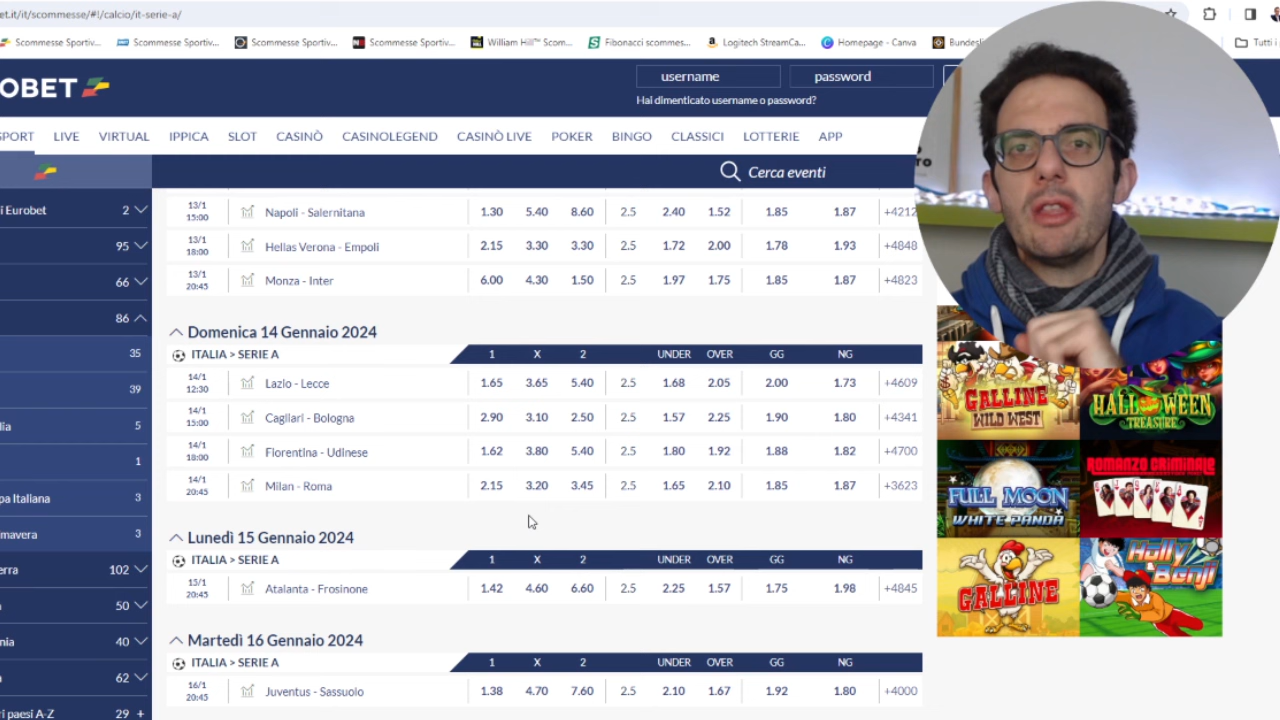 et.it/it/scommesse/#!/calcio/it-serie-a/
Scommesse Sportiv... Scommesse Sportiv... Scommesse Sportiv... Scommesse Sportiv... William Hill™ Scom... Fibonacci scommes... Logitech StreamCa... Homepage - Canva Bundesli Tutti i
OBET username password
Hai dimenticato username o password?
SPORT LIVE VIRTUAL IPPICA SLOT CASINÒ CASINOLEGEND CASINÒ LIVE POKER BINGO CLASSICI LOTTERIE APP
Cerca eventi
i Eurobet 2
95
66
86
35
39
lia 5
1
pa Italiana 3
imavera 3
erra 102
50
nia 40
62
ri paesi A-Z 29 +
13/1 15:00 Napoli - Salernitana 1.30 5.40 8.60 2.5 2.40 1.52 1.85 1.87 +4212
13/1 18:00 Hellas Verona - Empoli 2.15 3.30 3.30 2.5 1.72 2.00 1.78 1.93 +4848
13/1 20:45 Monza - Inter 6.00 4.30 1.50 2.5 1.97 1.75 1.85 1.87 +4823
Domenica 14 Gennaio 2024
ITALIA > SERIE A 1 X 2 UNDER OVER GG NG
14/1 12:30 Lazio - Lecce 1.65 3.65 5.40 2.5 1.68 2.05 2.00 1.73 +4609
14/1 15:00 Cagliari - Bologna 2.90 3.10 2.50 2.5 1.57 2.25 1.90 1.80 +4341
14/1 18:00 Fiorentina - Udinese 1.62 3.80 5.40 2.5 1.80 1.92 1.88 1.82 +4700
14/1 20:45 Milan - Roma 2.15 3.20 3.45 2.5 1.65 2.10 1.85 1.87 +3623
Lunedì 15 Gennaio 2024
ITALIA > SERIE A 1 X 2 UNDER OVER GG NG
15/1 20:45 Atalanta - Frosinone 1.42 4.60 6.60 2.5 2.25 1.57 1.75 1.98 +4845
Martedì 16 Gennaio 2024
ITALIA > SERIE A 1 X 2 UNDER OVER GG NG
16/1 20:45 Juventus - Sassuolo 1.38 4.70 7.60 2.5 2.10 1.67 1.92 1.80 +4000
GALLINE WILD WEST
HALLOWEEN TREASURE
FULL MOON WHITE PANDA
ROMANZO CRIMINALE
GALLINE
Holly & Benji